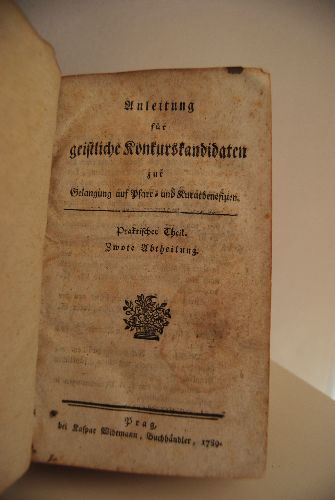 Anleitung
für
geistliche Konkurskandidaten
zur
Gelangung auf Pfarr- und Kuratbenefizien.
Praktischer Theil.
Zwote Abtheilung.
Prag,
bei Kaspar Widemann, Buchhändler, 1789.